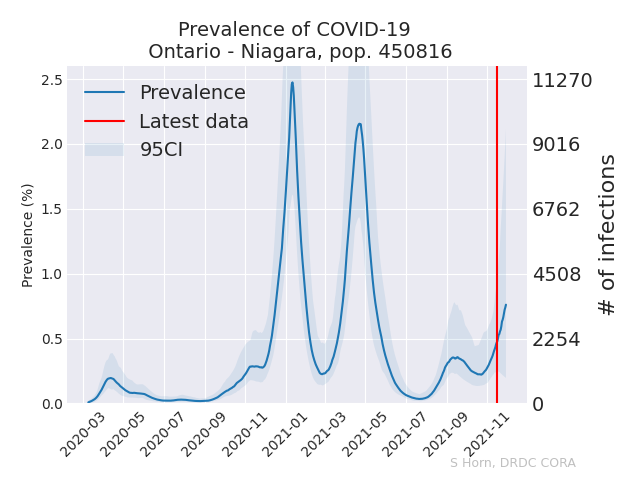 Prevalence of COVID-19
Ontario - Niagara, pop. 450816
Prevalence
Latest data
95CI
Prevalence (%)
2.5
2.0
1.5
1.0
0.5
0.0
11270
9016
6762
4508
2254
0
# of infections
2020-03
2020-05
2020-07
2020-09
2020-11
2021-01
2021-03
2021-05
2021-07
2021-09
2021-11
S Horn, DRDC CORA